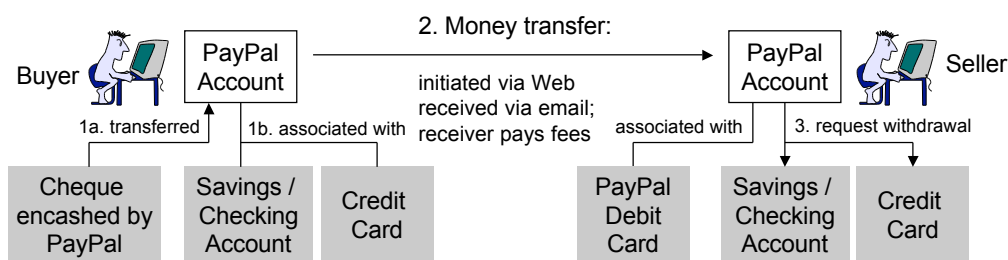 2. Money transfer:
Buyer
PayPal
Account
PayPal
Account
Seller
initiated via Web
received via email;
receiver pays fees
1a. transferred
1b. associated with
associated with
3. request withdrawal
Cheque
encashed by
PayPal
Savings /
Checking
Account
Credit
Card
PayPal
Debit
Card
Savings /
Checking
Account
Credit
Card